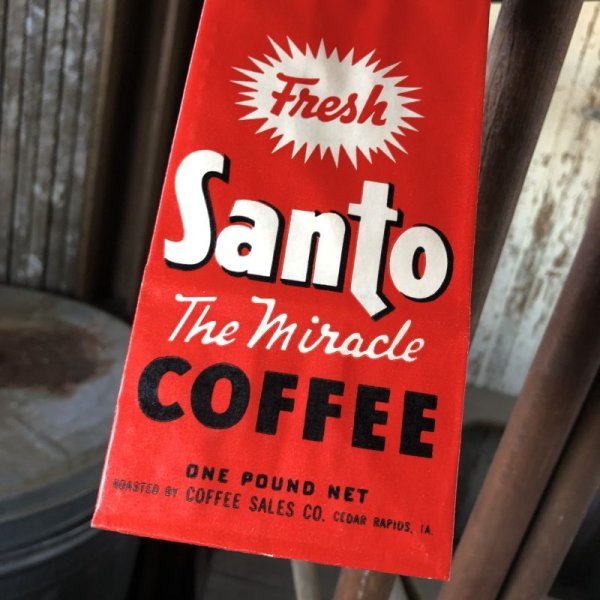 Fresh
Santo
The Miracle
COFFEE
ONE POUND NET
ROASTED BY COFFEE SALES CO. CEDAR RAPIDS, IA.